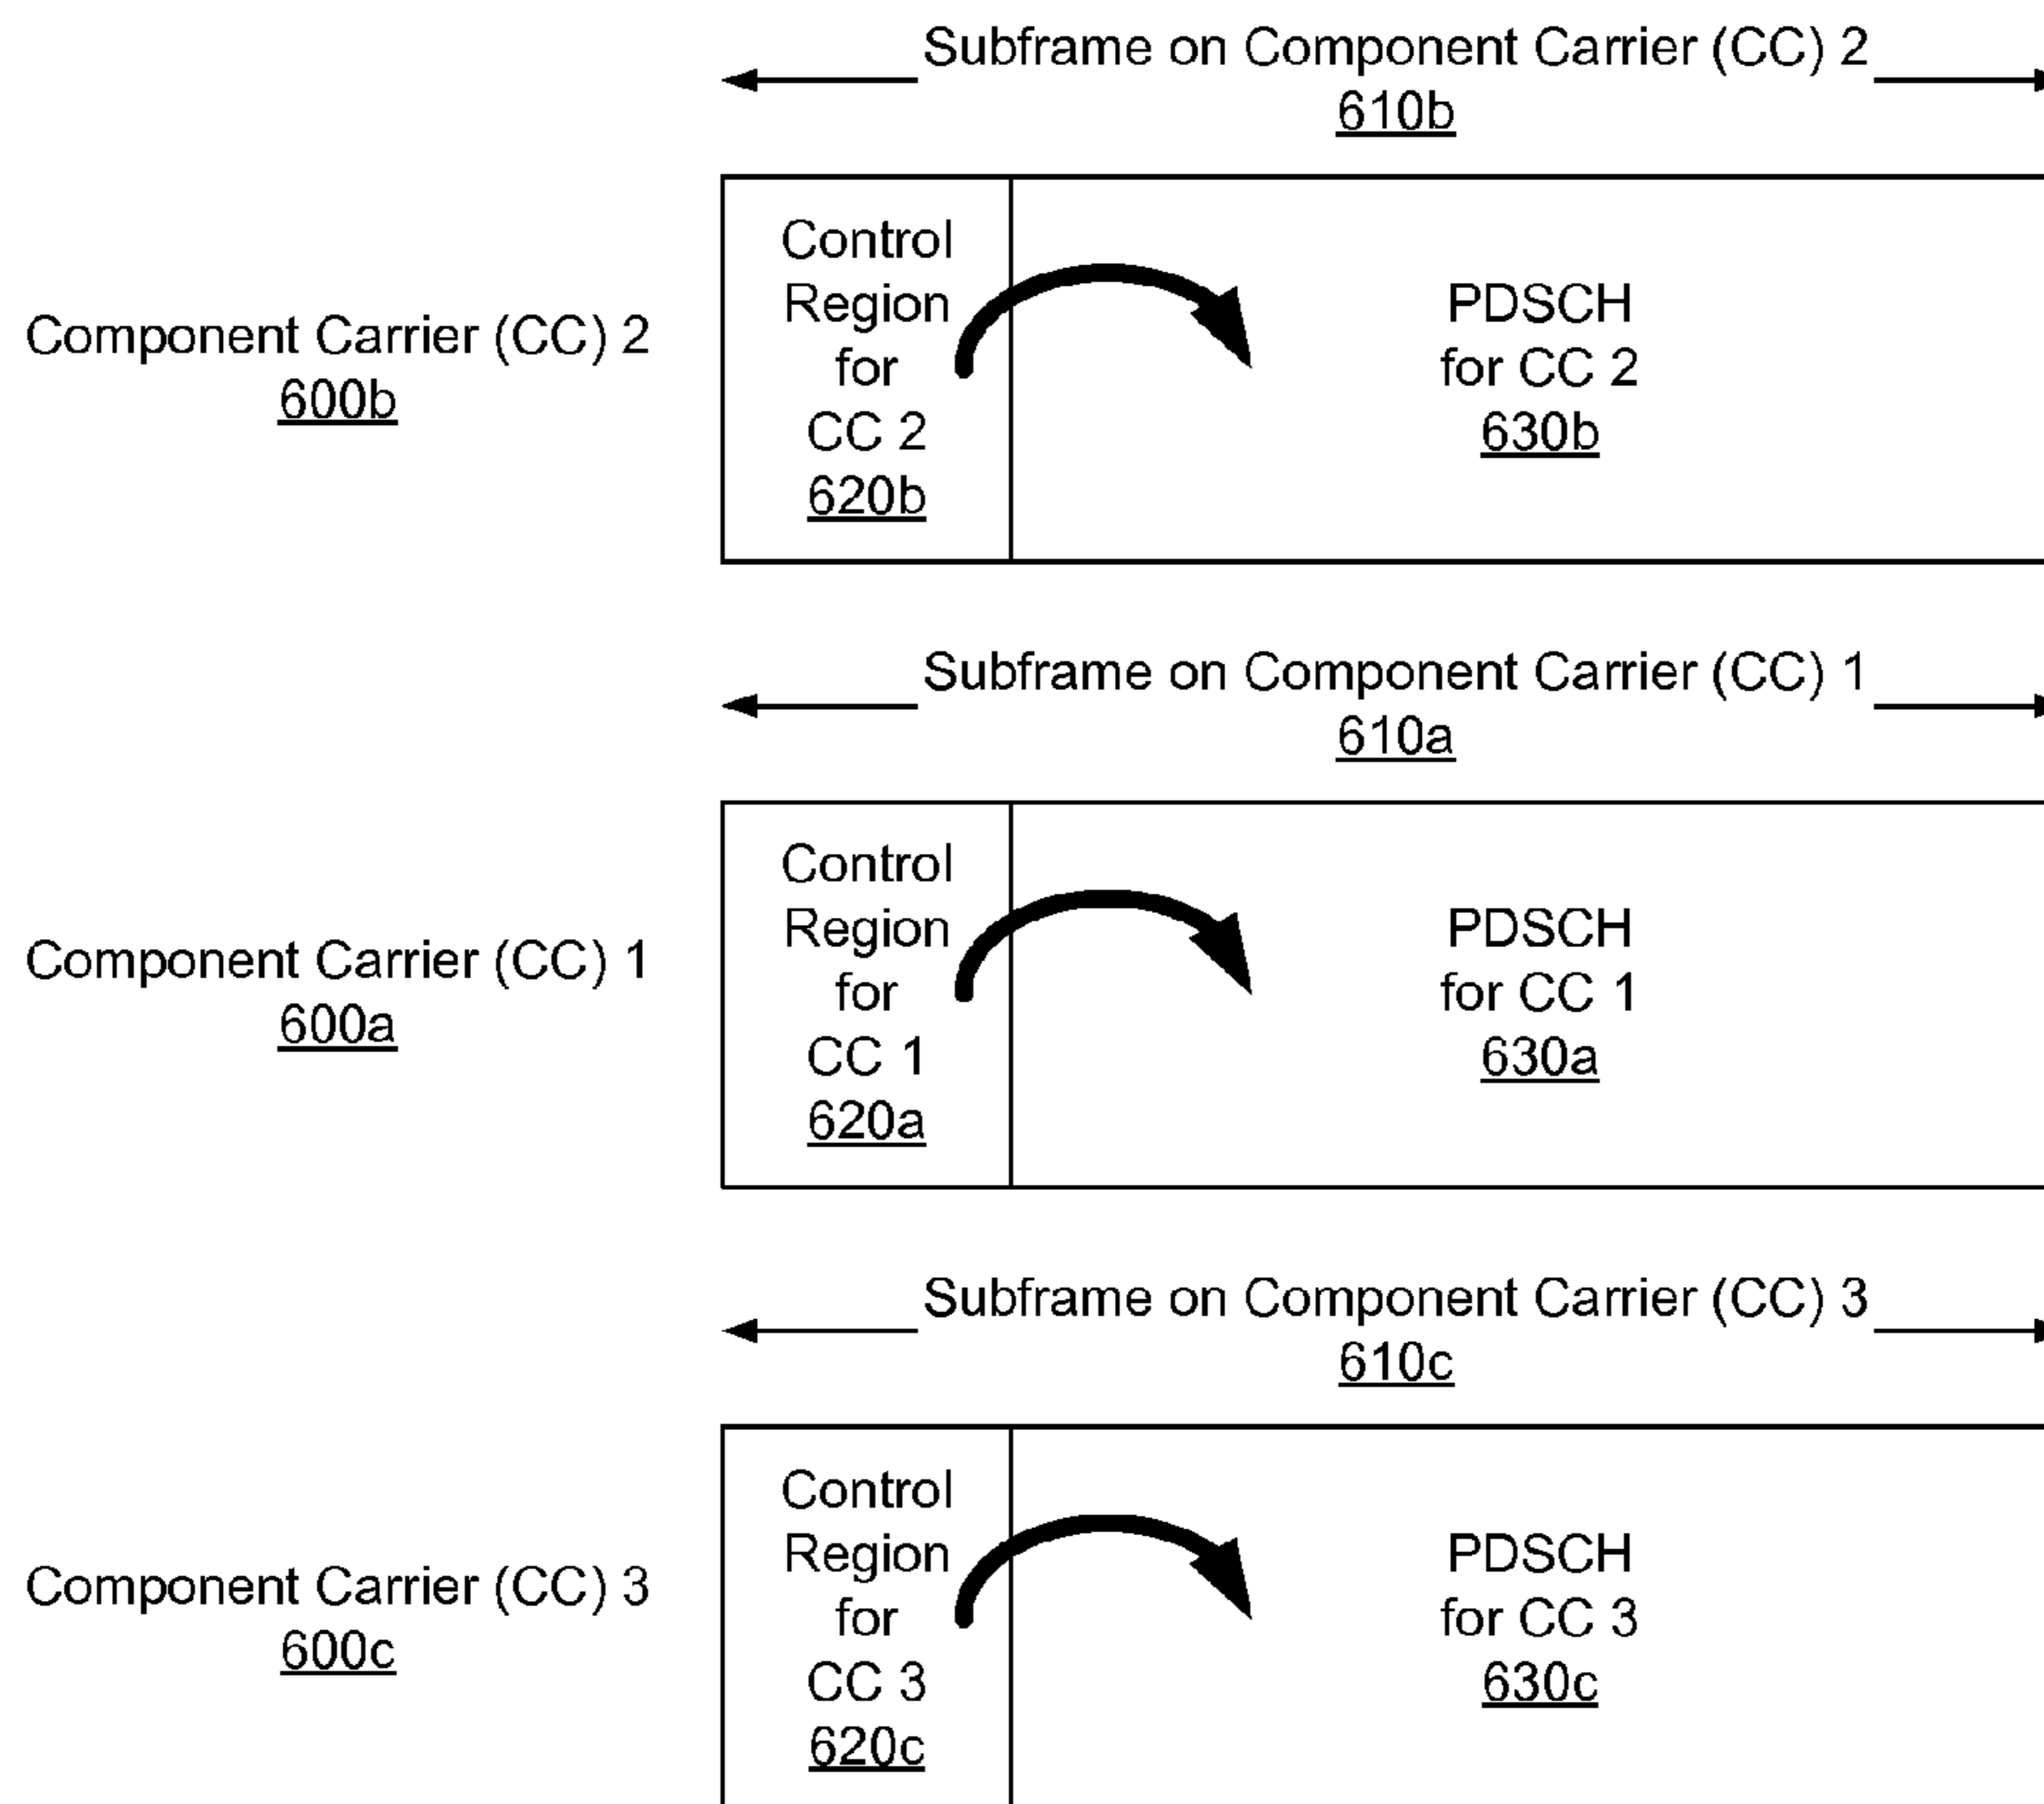 Subframe on Component Carrier (CC) 2
610b
Component Carrier (CC) 2
600b
Control
Region
for
CC 2
620b
PDSCH
for CC 2
630b
Subframe on Component Carrier (CC) 1
610a
Component Carrier (CC) 1
600a
Control
Region
for
CC 1
620a
PDSCH
for CC 1
630a
Subframe on Component Carrier (CC) 3
610c
Component Carrier (CC) 3
600c
Control
Region
for
CC 3
620c
PDSCH
for CC 3
630c